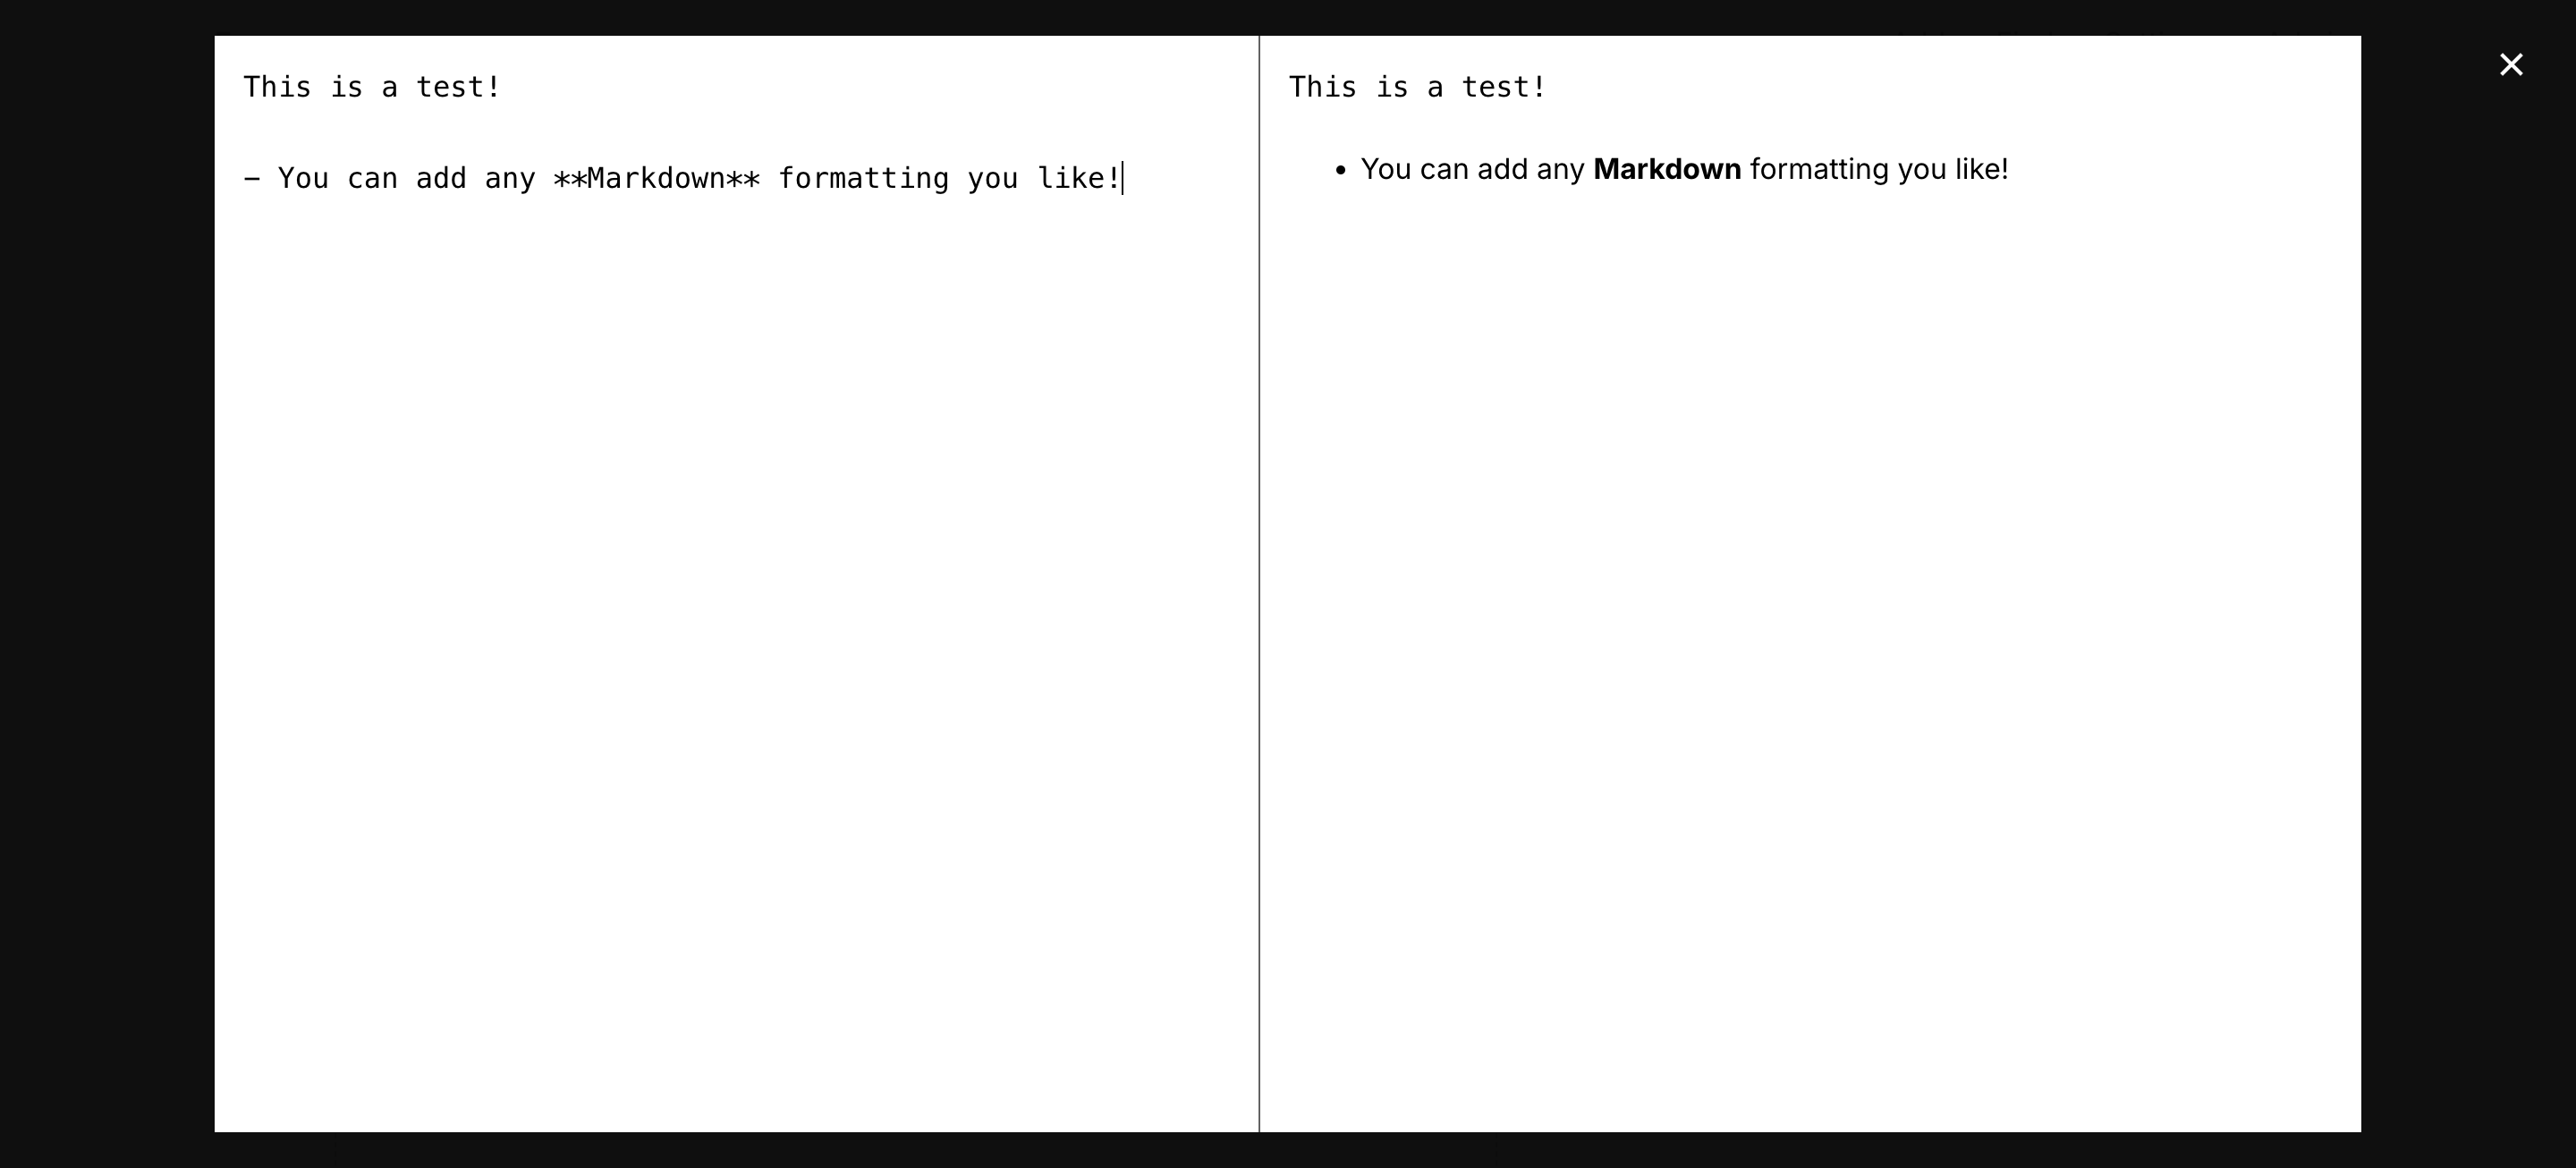 This is a test!
- You can add any **Markdown** formatting you like!
This is a test!
• You can add any Markdown formatting you like!